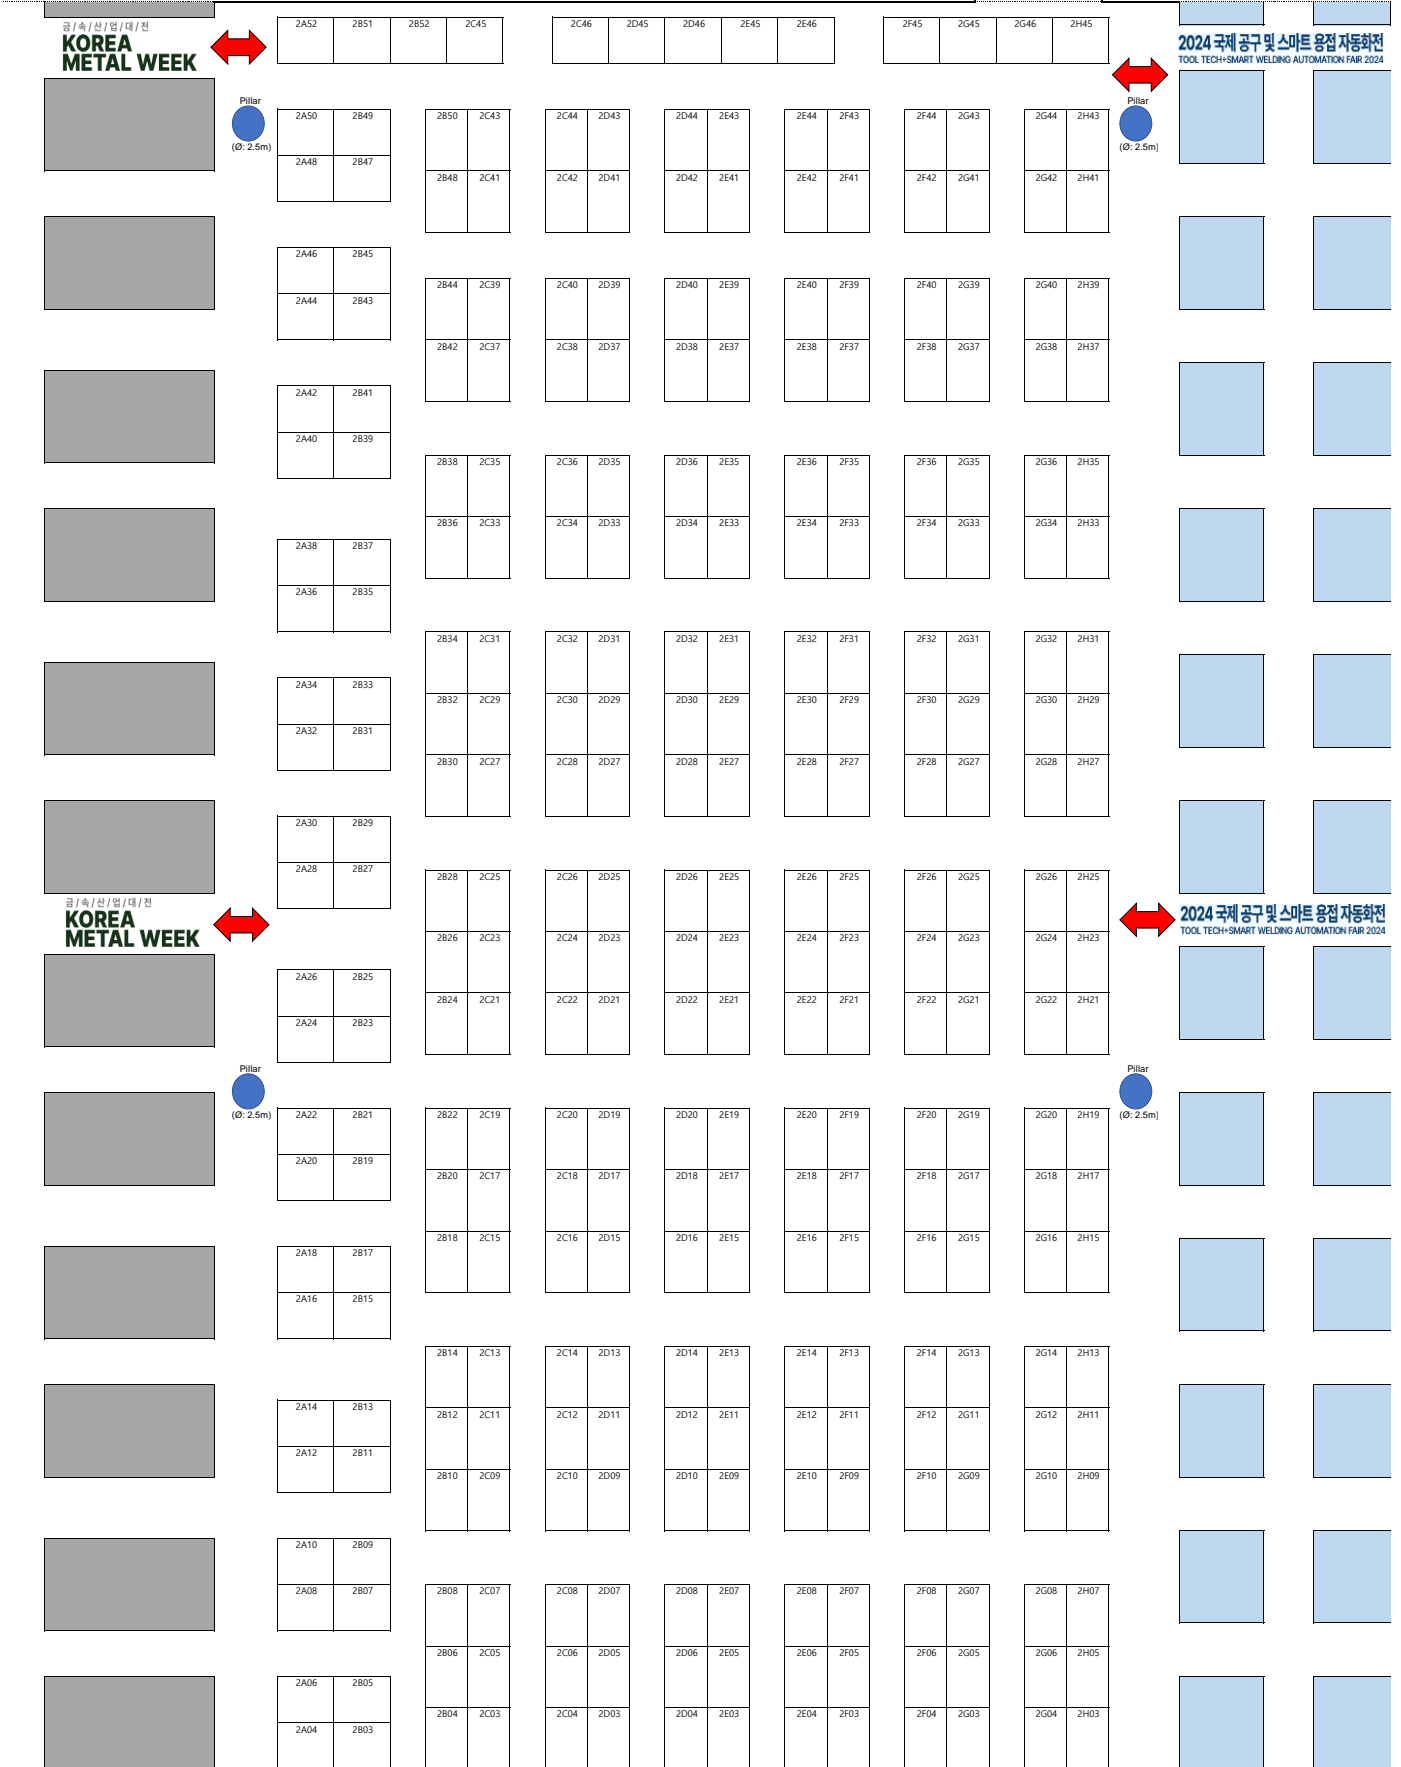 금/속/산/업/대/전
KOREA
METAL WEEK
2A52 2B51 2B52 2C45 2C46 2D45 2D46 2E45 2E46 2F45 2G45 2G46 2H45
2024 국제 공구 및 스마트 용접 자동화전
TOOL TECH+SMART WELDING AUTOMATION FAIR 2024
Pillar Pillar
2A50 2B49 2B50 2C43 2C44 2D43 2D44 2E43 2E44 2F43 2F44 2G43 2G44 2H43
(Ø: 2.5m) (Ø: 2.5m)
2A48 2B47
2B48 2C41 2C42 2D41 2D42 2E41 2E42 2F41 2F42 2G41 2G42 2H41
2A46 2B45
2B44 2C39 2C40 2D39 2D40 2E39 2E40 2F39 2F40 2G39 2G40 2H39
2A44 2B43
2B42 2C37 2C38 2D37 2D38 2E37 2E38 2F37 2F38 2G37 2G38 2H37
2A42 2B41
2A40 2B39
2B38 2C35 2C36 2D35 2D36 2E35 2E36 2F35 2F36 2G35 2G36 2H35
2B36 2C33 2C34 2D33 2D34 2E33 2E34 2F33 2F34 2G33 2G34 2H33
2A38 2B37
2A36 2B35
2B34 2C31 2C32 2D31 2D32 2E31 2E32 2F31 2F32 2G31 2G32 2H31
2A34 2B33
2B32 2C29 2C30 2D29 2D30 2E29 2E30 2F29 2F30 2G29 2G30 2H29
2A32 2B31
2B30 2C27 2C28 2D27 2D28 2E27 2E28 2F27 2F28 2G27 2G28 2H27
2A30 2B29
2A28 2B27
2B28 2C25 2C26 2D25 2D26 2E25 2E26 2F25 2F26 2G25 2G26 2H25
금/속/산/업/대/전
KOREA
METAL WEEK
2024 국제 공구 및 스마트 용접 자동화전
TOOL TECH+SMART WELDING AUTOMATION FAIR 2024
2B26 2C23 2C24 2D23 2D24 2E23 2E24 2F23 2F24 2G23 2G24 2H23
2A26 2B25
2B24 2C21 2C22 2D21 2D22 2E21 2E22 2F21 2F22 2G21 2G22 2H21
2A24 2B23
Pillar Pillar
2A22 2B21 2B22 2C19 2C20 2D19 2D20 2E19 2E20 2F19 2F20 2G19 2G20 2H19
(Ø: 2.5m) (Ø: 2.5m)
2A20 2B19
2B20 2C17 2C18 2D17 2D18 2E17 2E18 2F17 2F18 2G17 2G18 2H17
2B18 2C15 2C16 2D15 2D16 2E15 2E16 2F15 2F16 2G15 2G16 2H15
2A18 2B17
2A16 2B15
2B14 2C13 2C14 2D13 2D14 2E13 2E14 2F13 2F14 2G13 2G14 2H13
2A14 2B13
2B12 2C11 2C12 2D11 2D12 2E11 2E12 2F11 2F12 2G11 2G12 2H11
2A12 2B11
2B10 2C09 2C10 2D09 2D10 2E09 2E10 2F09 2F10 2G09 2G10 2H09
2A10 2B09
2A08 2B07 2B08 2C07 2C08 2D07 2D08 2E07 2E08 2F07 2F08 2G07 2G08 2H07
2B06 2C05 2C06 2D05 2D06 2E05 2E06 2F05 2F06 2G05 2G06 2H05
2A06 2B05
2B04 2C03 2C04 2D03 2D04 2E03 2E04 2F03 2F04 2G03 2G04 2H03
2A04 2B03